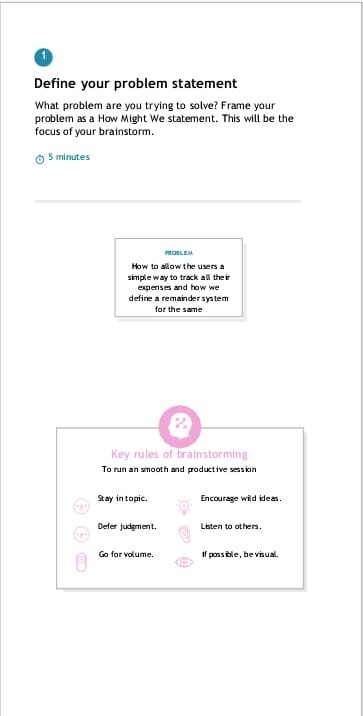 1
Define your problem statement
What problem are you trying to solve? Frame your
problem as a How Might We statement. This will be the
focus of your brainstorm.
5 minutes
PROBLEM
How to allow the users a
simple way to track all their
expenses and how we
define a remainder system
for the same
Key rules of brainstorming
To run an smooth and productive session
Stay in topic.
Encourage wild ideas.
Defer judgment.
Listen to others.
Go for volume.
If possible, be visual.